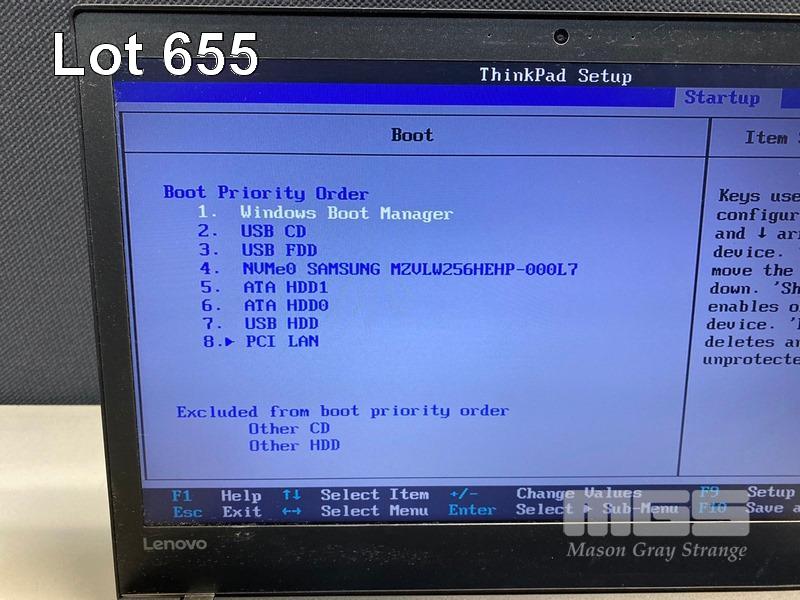 Lot 655
ThinkPad Setup
Startup
Boot
Item
Boot Priority Order
1. Windows Boot Manager
2. USB CD
3. USB FDD
4. NVMe0 SAMSUNG MZVLW256HEHP-000L7
5. ATA HDD1
6. ATA HDD0
7. USB HDD
8.▶ PCI LAN
Excluded from boot priority order
Other CD
Other HDD
Keys use
configur
and ↓ ar
device.
move the
down. 'Sh
enables o
device. '
deletes an
unprotecte
F1 Help ↑↓ Select Item +/- Change Values F9 Setup
Esc Exit ←→ Select Menu Enter Select ▶ Sub-Menu F10 Save a
Lenovo
MGS
Mason Gray Strange